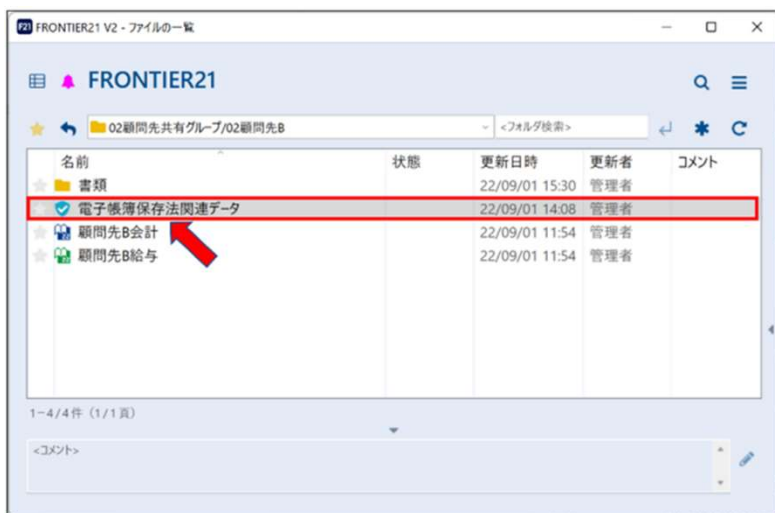 F21 FRONTIER21 V2 - ファイルの一覧
FRONTIER21
02顧問先共有グループ/02顧問先B <フォルダ検索>
名前 状態 更新日時 更新者 コメント
書類 22/09/01 15:30 管理者
電子帳簿保存法関連データ 22/09/01 14:08 管理者
顧問先B会計 22/09/01 11:54 管理者
顧問先B給与 22/09/01 11:54 管理者
1-4/4件 (1/1頁)
<コメント>